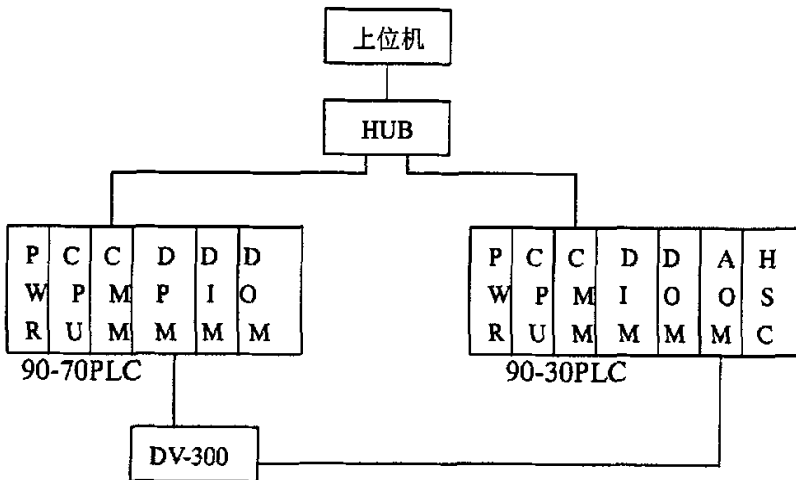 上位机
HUB
P C C D D D
W P M P I O
R U M M M M
P C C D D A H
W P M I O O S
R U M M M M C
90-70PLC
90-30PLC
DV-300